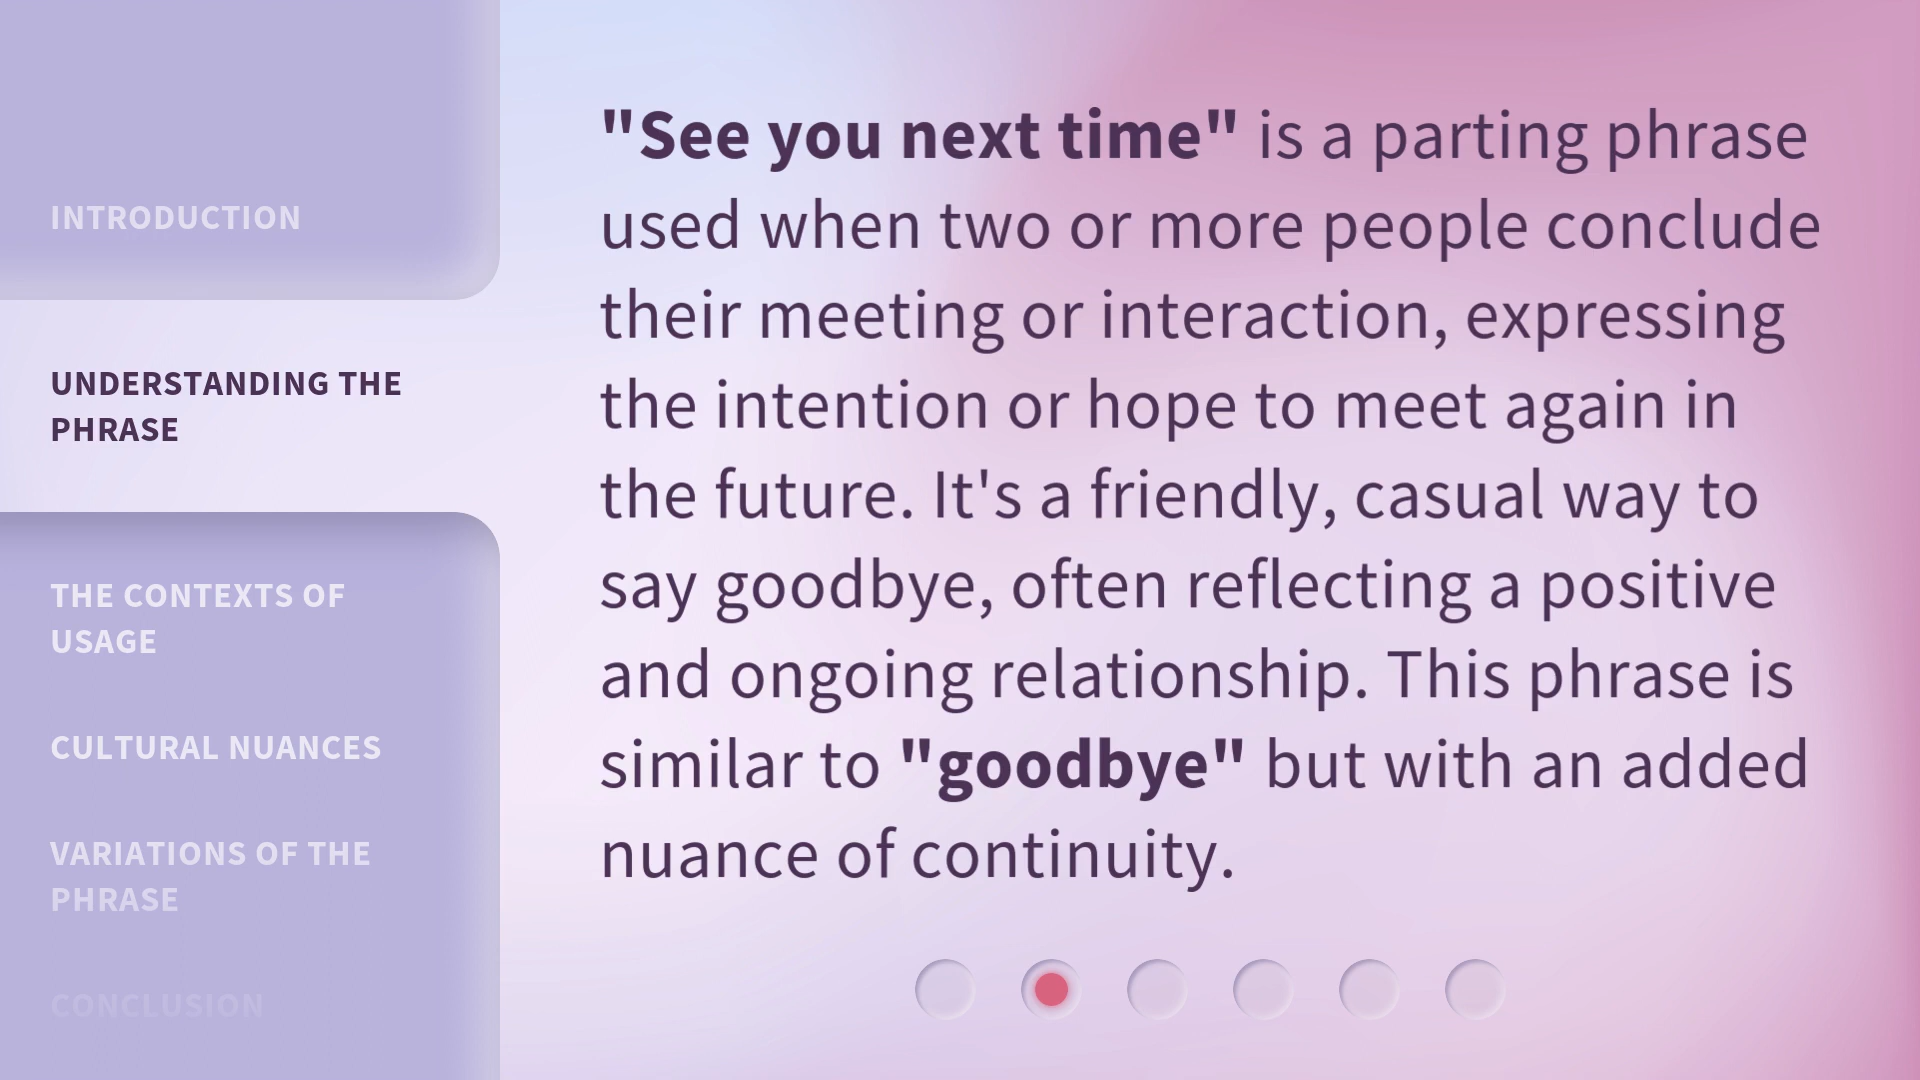 INTRODUCTION
UNDERSTANDING THE
PHRASE
THE CONTEXTS OF
USAGE
CULTURAL NUANCES
VARIATIONS OF THE
PHRASE
CONCLUSION
"See you next time" is a parting phrase
used when two or more people conclude
their meeting or interaction, expressing
the intention or hope to meet again in
the future. It's a friendly, casual way to
say goodbye, often reflecting a positive
and ongoing relationship. This phrase is
similar to "goodbye" but with an added
nuance of continuity.